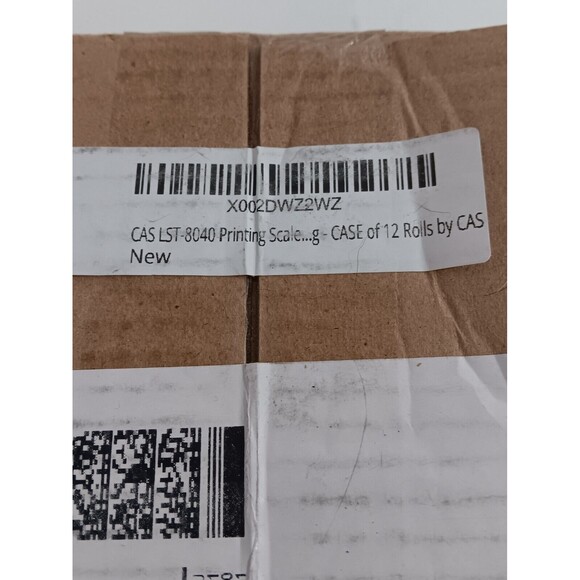 X002DWZ2WZ
CAS LST-8040 Printing Scale...g - CASE of 12 Rolls by CAS
New